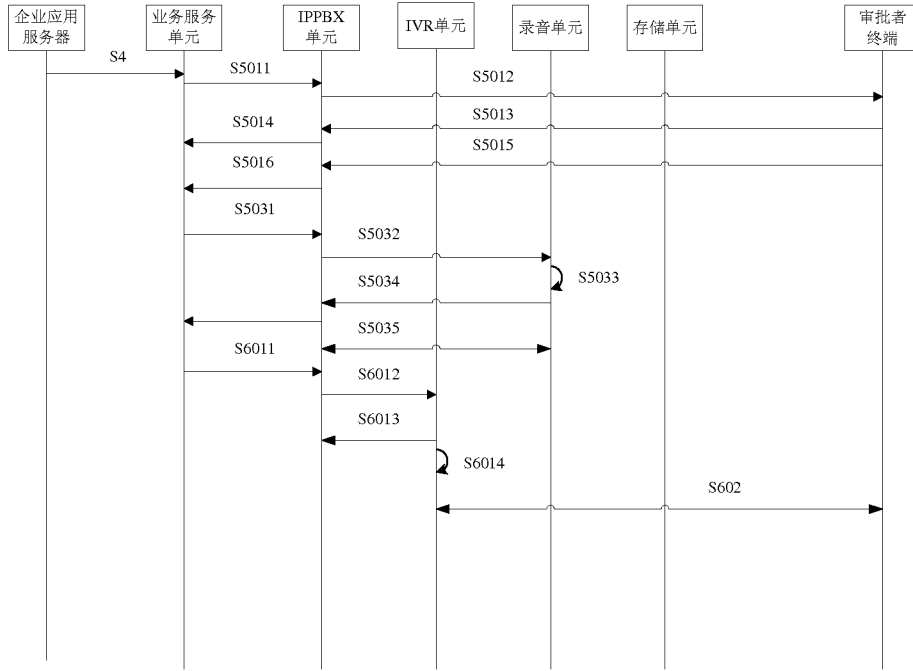 企业应用
服务器
业务服务
单元
IPPBX
单元
IVR单元
录音单元
存储单元
审批者
终端
S4
S5011
S5012
S5013
S5014
S5015
S5016
S5031
S5032
S5033
S5034
S5035
S6011
S6012
S6013
S6014
S602